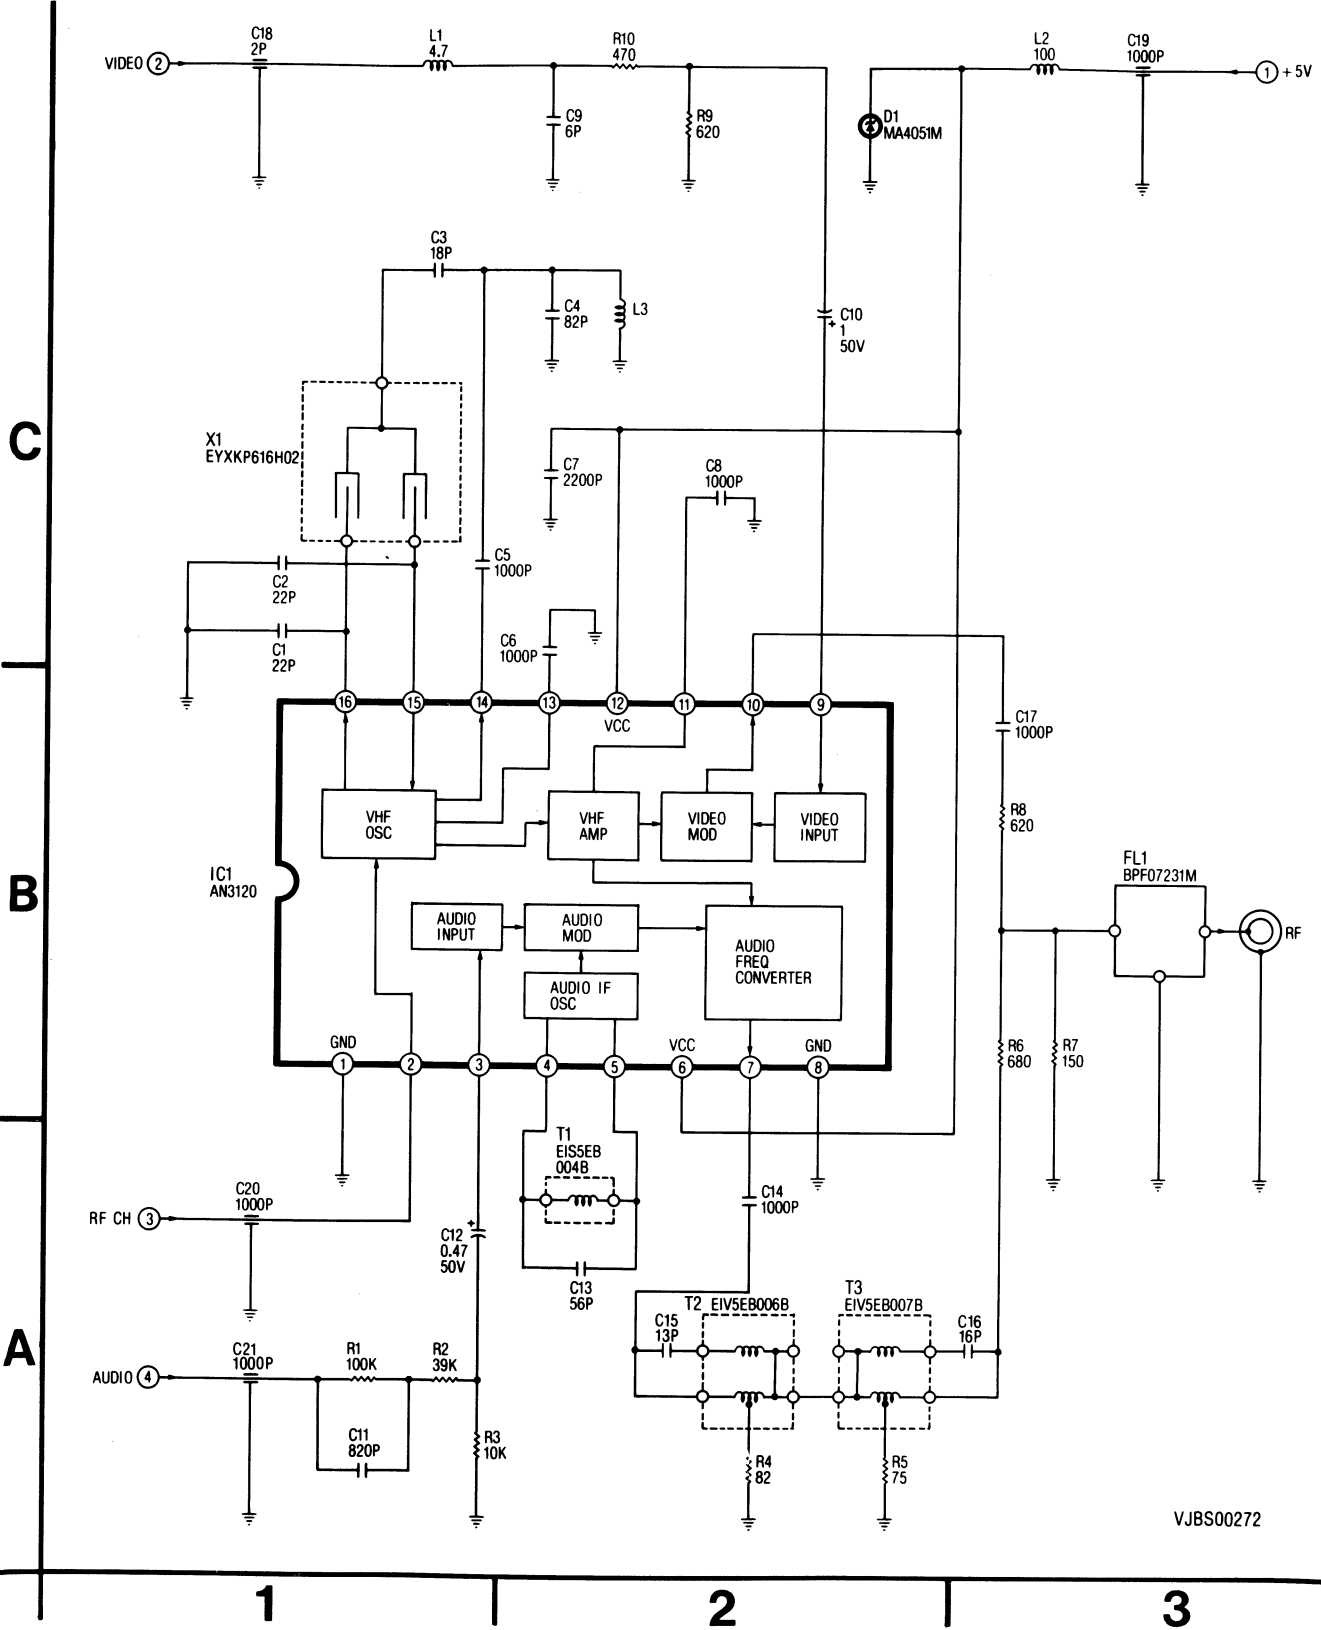 C18
2P
VIDEO 2
L1
4.7
R10
470
L2
100
C19
1000P
1 +5V
C9
6P
R9
620
D1
MA4051M
C3
18P
C4
82P
L3
C10
+ 1
50V
C
X1
EYXKP616H02
C7
2200P
C8
1000P
C5
1000P
C2
22P
C6
1000P
C1
22P
16 15 14 13 12 11 10 9
VCC
C17
1000P
VHF
OSC
VHF
AMP
VIDEO
MOD
VIDEO
INPUT
R8
620
FL1
BPF07231M
IC1
AN3120
B
AUDIO
INPUT
AUDIO
MOD
AUDIO
FREQ
CONVERTER
RF
AUDIO IF
OSC
GND
VCC
GND
1 2 3 4 5 6 7 8
R6
680
R7
150
T1
EIS5EB
004B
C20
1000P
RF CH 3
C14
1000P
+
C12
0.47
50V
C13
56P
T2 EIV5EB006B
T3
EIV5EB007B
C15
13P
C16
16P
A
C21
1000P
R1
100K
R2
39K
AUDIO 4
C11
820P
R3
10K
R4
82
R5
75
VJBS00272
1 2 3